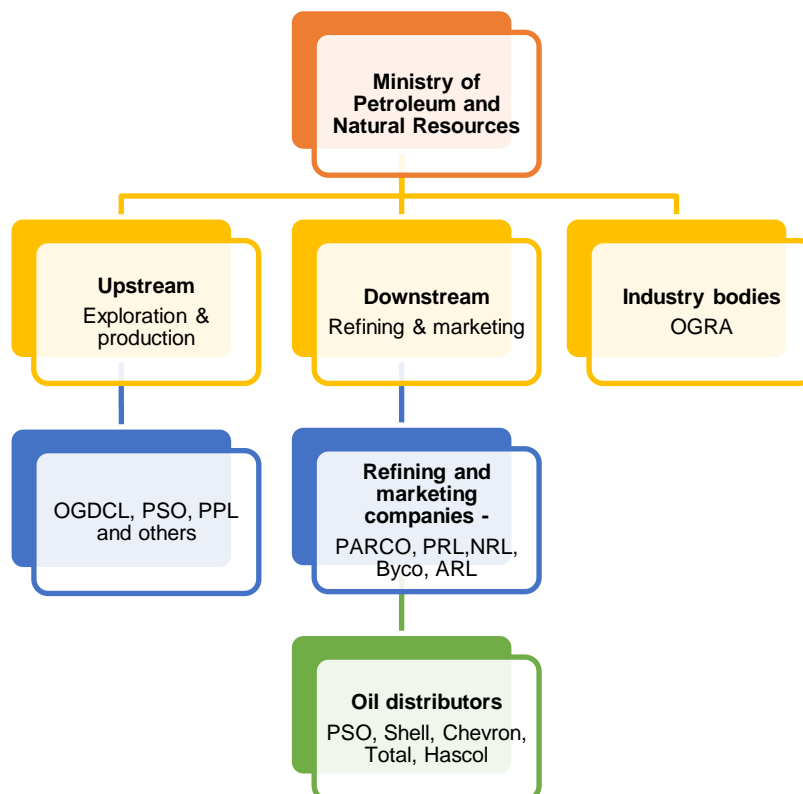 Ministry of
Petroleum and
Natural Resources
Upstream
Exploration &
production
Downstream
Refining & marketing
Industry bodies
OGRA
OGDCL, PSO, PPL
and others
Refining and
marketing
companies -
PARCO, PRL,NRL,
Byco, ARL
Oil distributors
PSO, Shell, Chevron,
Total, Hascol